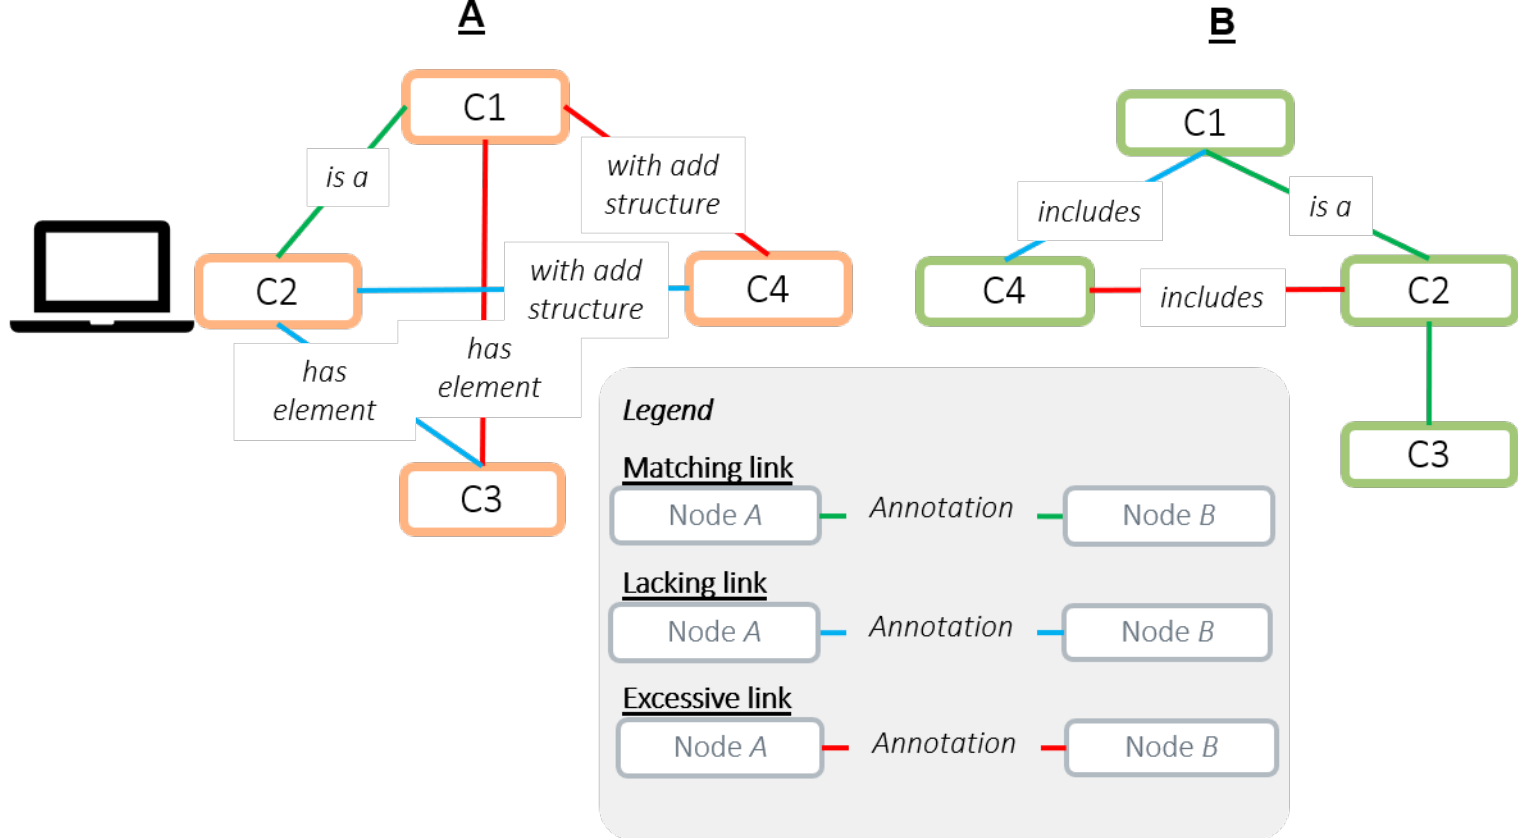 A
C1
is a
with add
structure
C2
with add
structure
C4
has
element
has
element
C3
B
C1
includes
is a
C4
includes
C2
C3
Legend
Matching link
Node A Annotation Node B
Lacking link
Node A Annotation Node B
Excessive link
Node A Annotation Node B